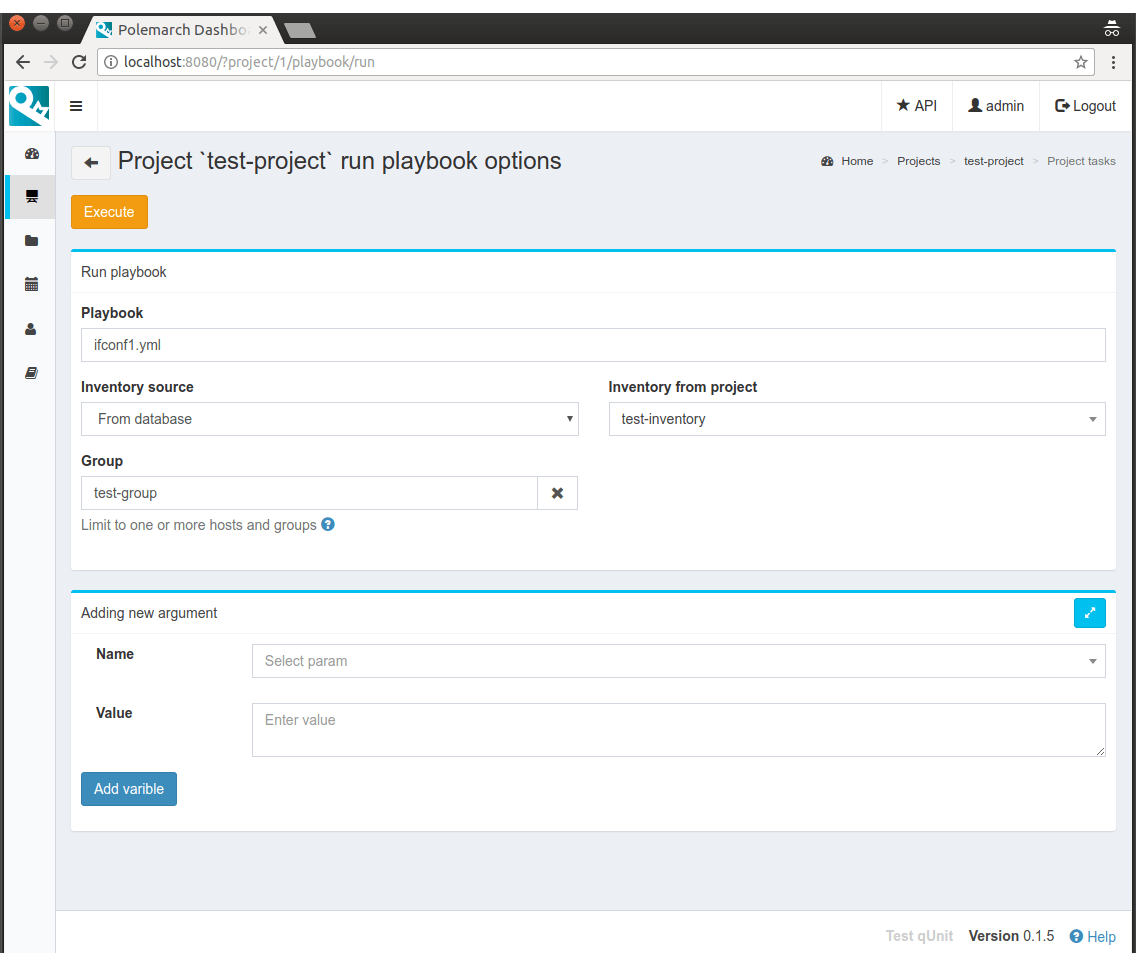 Polemarch Dashbo
localhost:8080/?project/1/playbook/run
API admin Logout
Project `test-project` run playbook options
Home > Projects > test-project > Project tasks
Execute
Run playbook
Playbook
ifconf1.yml
Inventory source Inventory from project
From database test-inventory
Group
test-group
Limit to one or more hosts and groups
Adding new argument
Name Select param
Value Enter value
Add varible
Test qUnit Version 0.1.5 Help